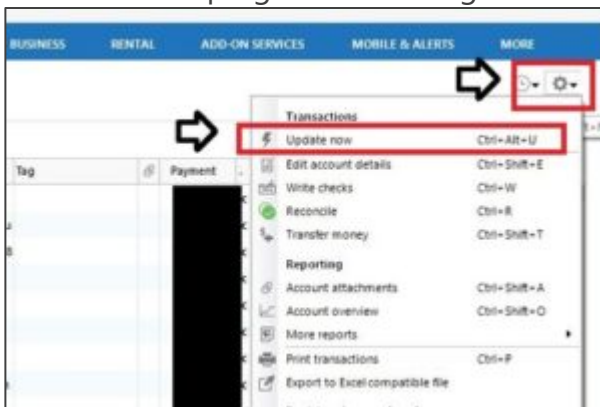 BUSINESS RENTAL ADD-ON SERVICES MOBILE & ALERTS MORE
Transactions
Update now Ctrl+Alt+U
Tag Payment
Edit account details Ctrl+Shift+E
Write checks Ctrl+W
Reconcile Ctrl+R
Transfer money Ctrl+Shift+T
Reporting
Account attachments Ctrl+Shift+A
Account overview Ctrl+Shift+O
More reports
Print transactions Ctrl+P
Export to Excel compatible file